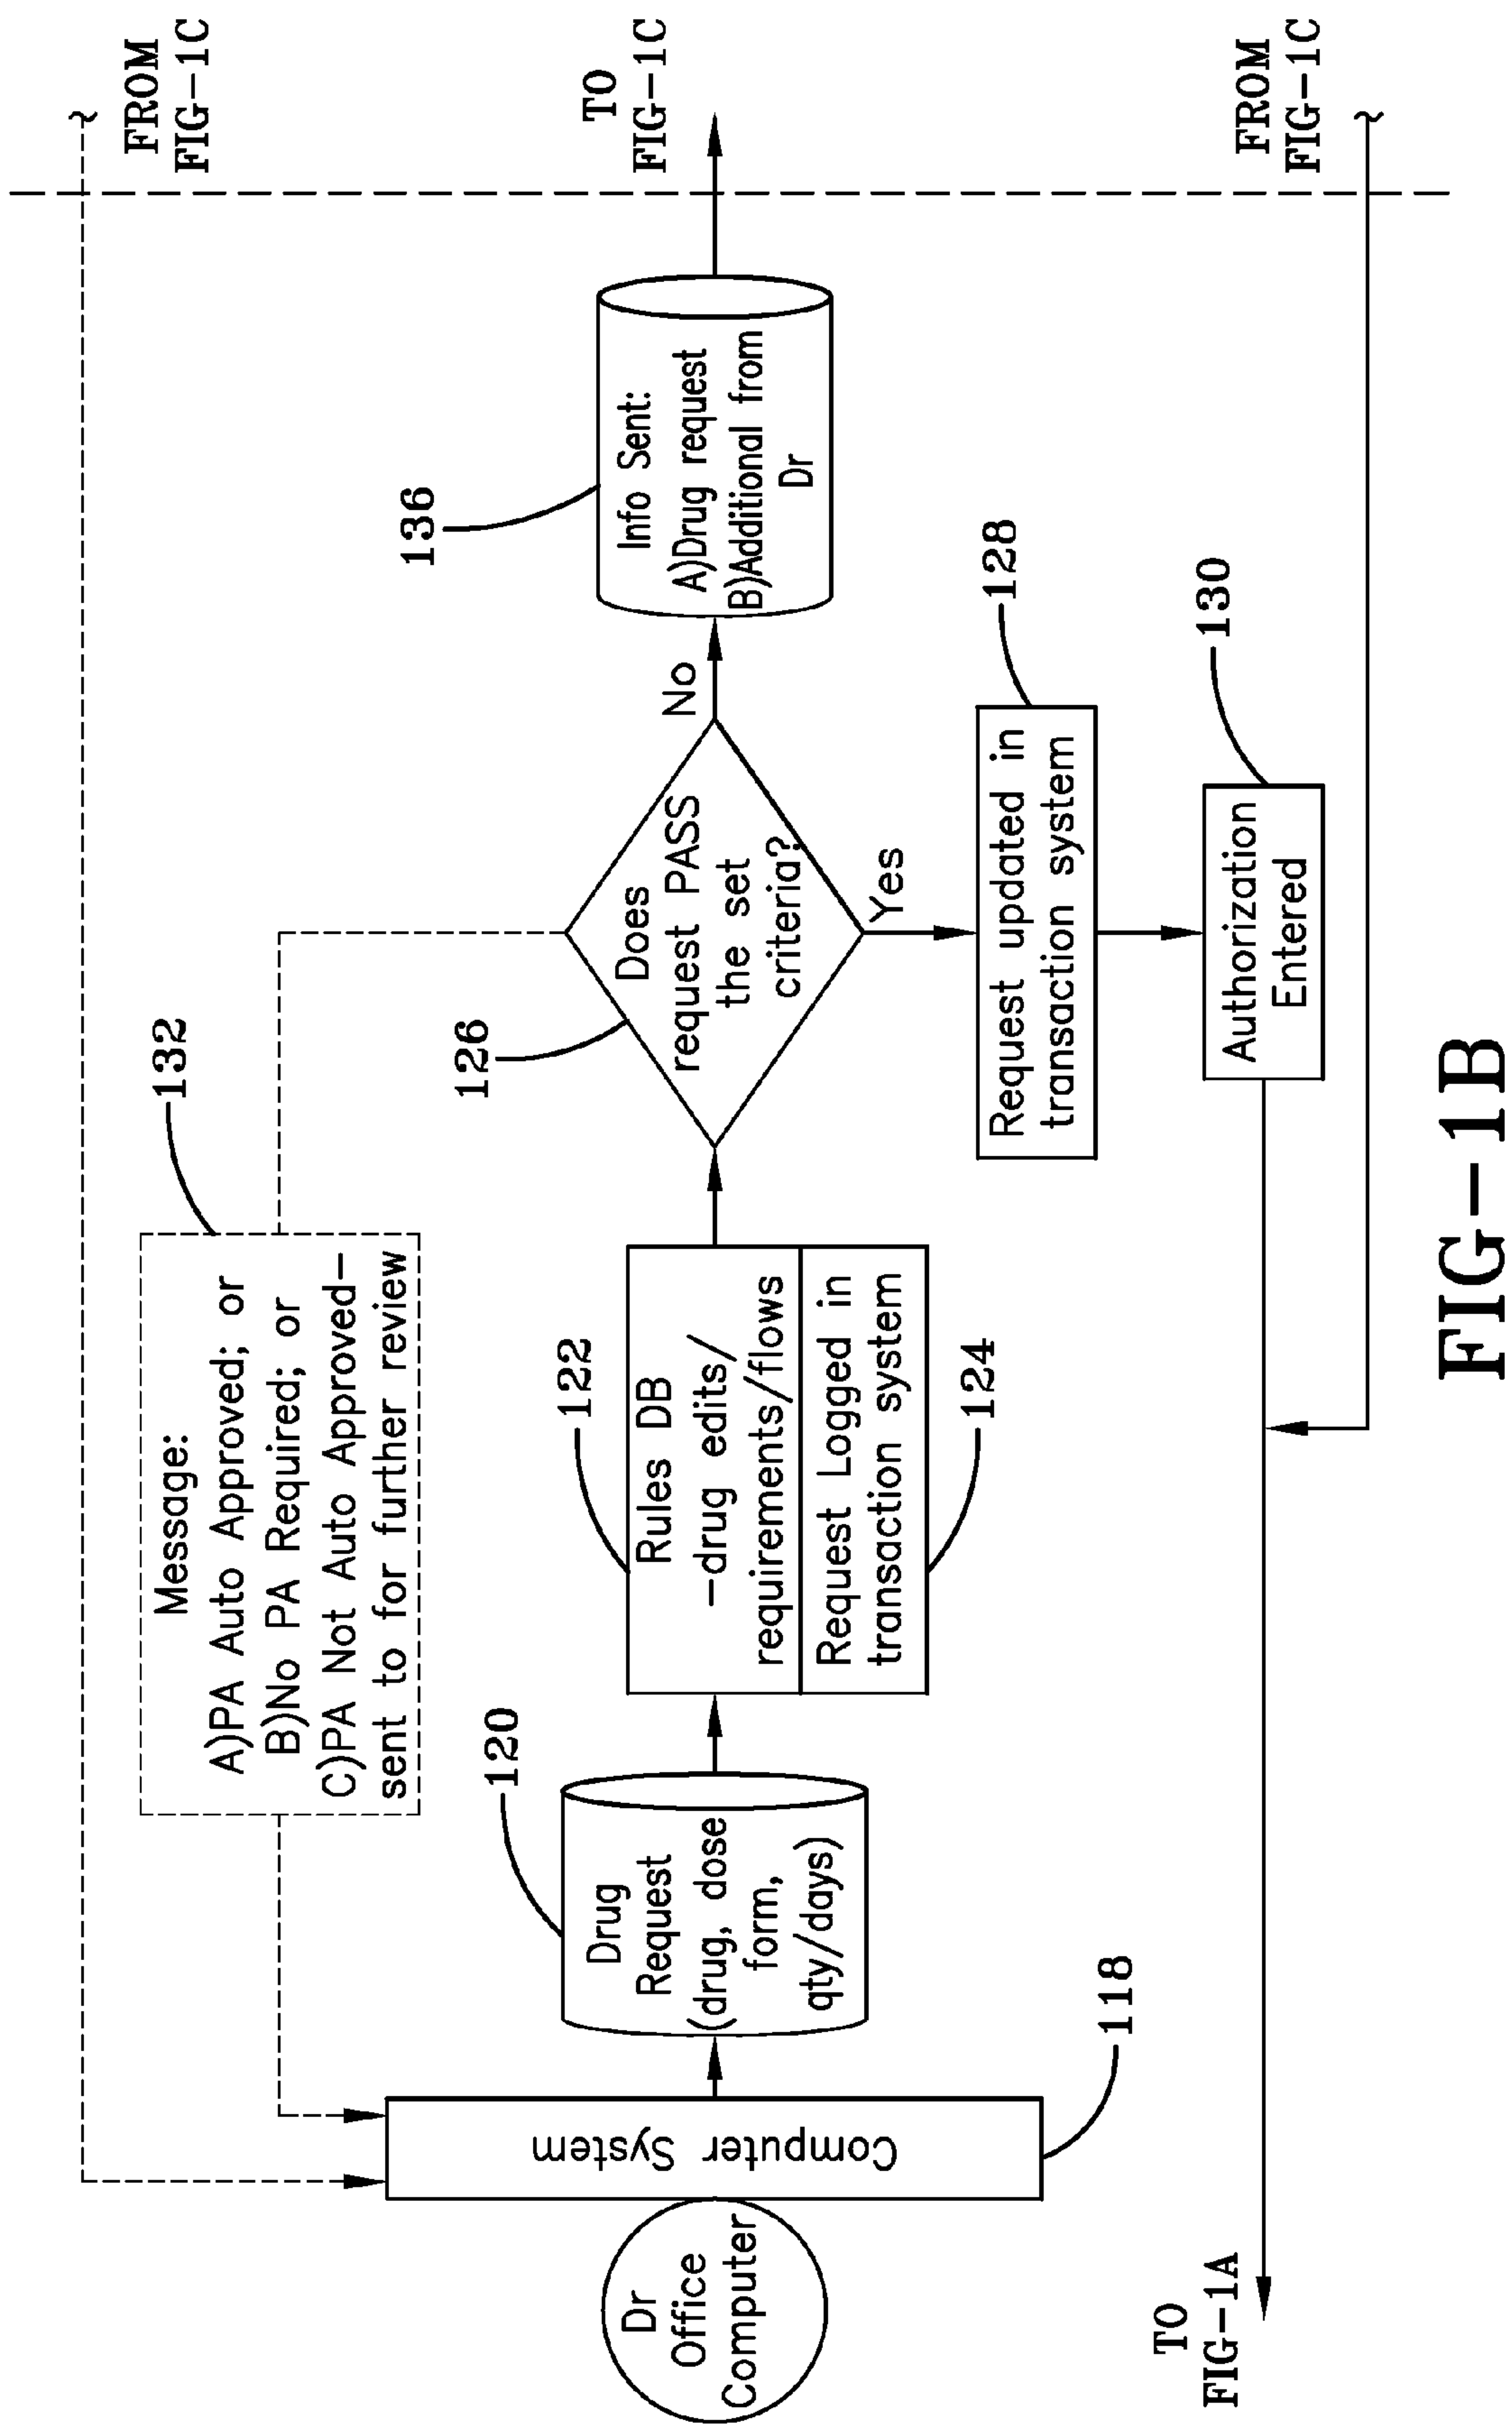 FROM
FIG-1C
132
Message:
A)PA Auto Approved; or
B)No PA Required; or
C)PA Not Auto Approved-
sent to for further review
Dr
Office
Computer
Computer System
118
120
Drug
Request
(drug, dose
form,
qty/days)
122
Rules DB
-drug edits/
requirements/flows
Request Logged in
transaction system
124
126
Does
request PASS
the set
criteria?
No
Yes
136
Info Sent:
A)Drug request
B)Additional from
Dr
TO
FIG-1C
128
Request updated in
transaction system
130
Authorization
Entered
TO
FIG-1A
FROM
FIG-1C
FIG-1B